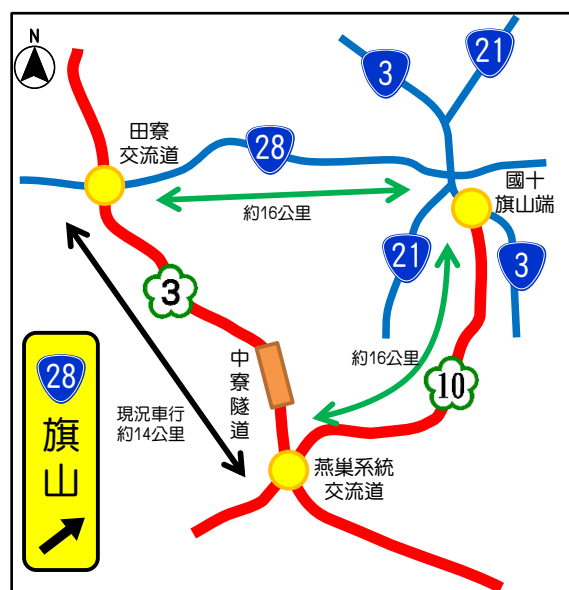 N
3
21
田寮
交流道
28
國十
旗山端
約16公里
21
3
3
約16公里
10
28
旗
山
中
寮
隧
道
現況車行
約14公里
燕巢系統
交流道